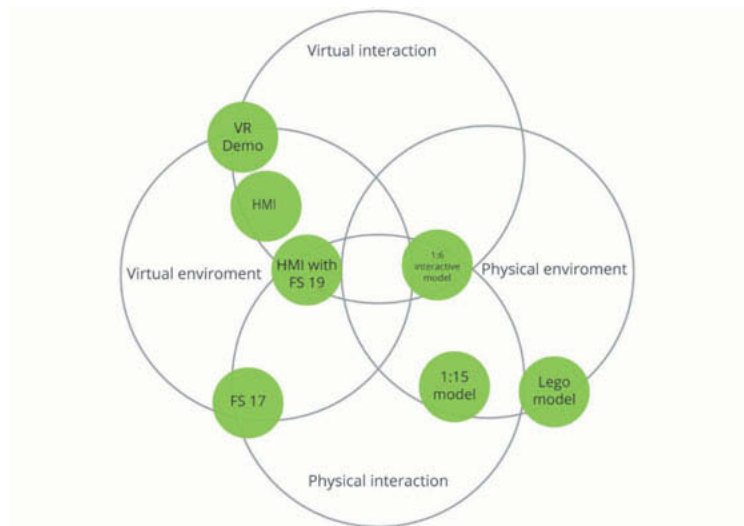 Virtual interaction
VR
Demo
HMI
Virtual enviroment
HMI with
FS 19
1:6
interactive
model
Physical enviroment
FS 17
1:15
model
Lego
model
Physical interaction